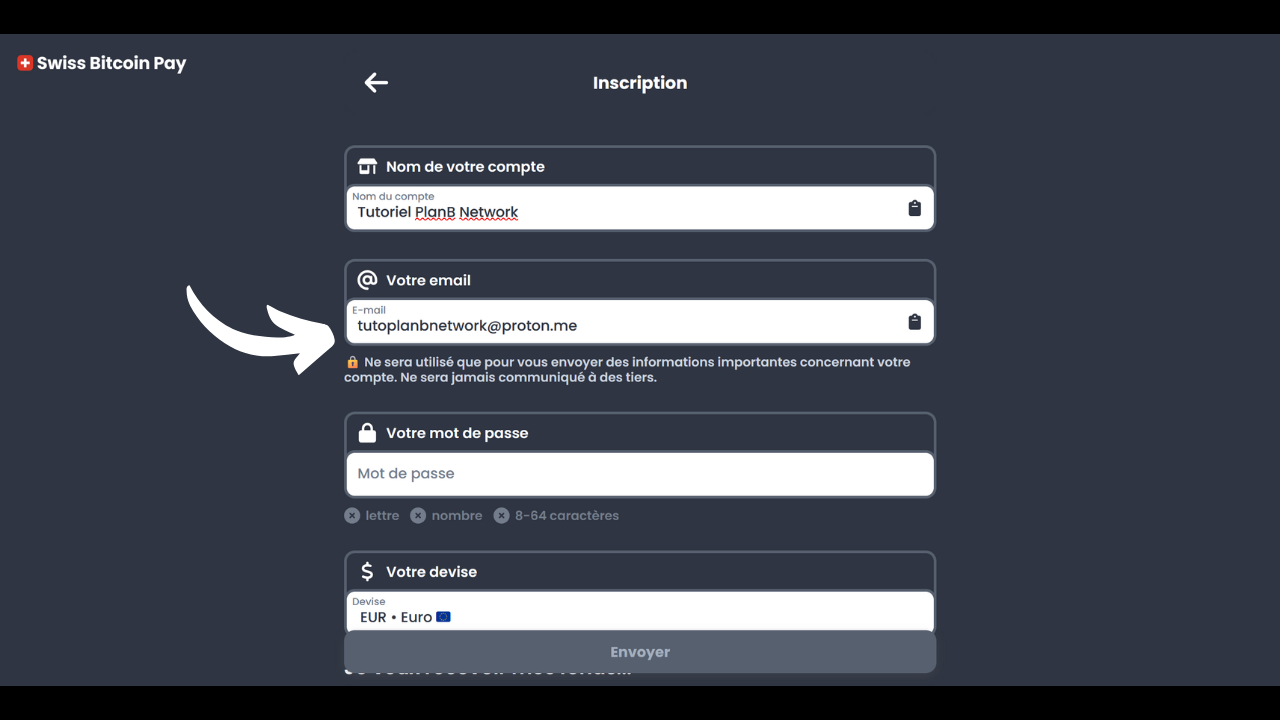 Swiss Bitcoin Pay
Inscription
Nom de votre compte
Nom du compte
Tutoriel PlanB Network
Votre email
E-mail
tutoplanbnetwork@proton.me
Ne sera utilisé que pour vous envoyer des informations importantes concernant votre
compte. Ne sera jamais communiqué à des tiers.
Votre mot de passe
Mot de passe
lettre nombre 8-64 caractères
Votre devise
Devise
EUR • Euro
Envoyer